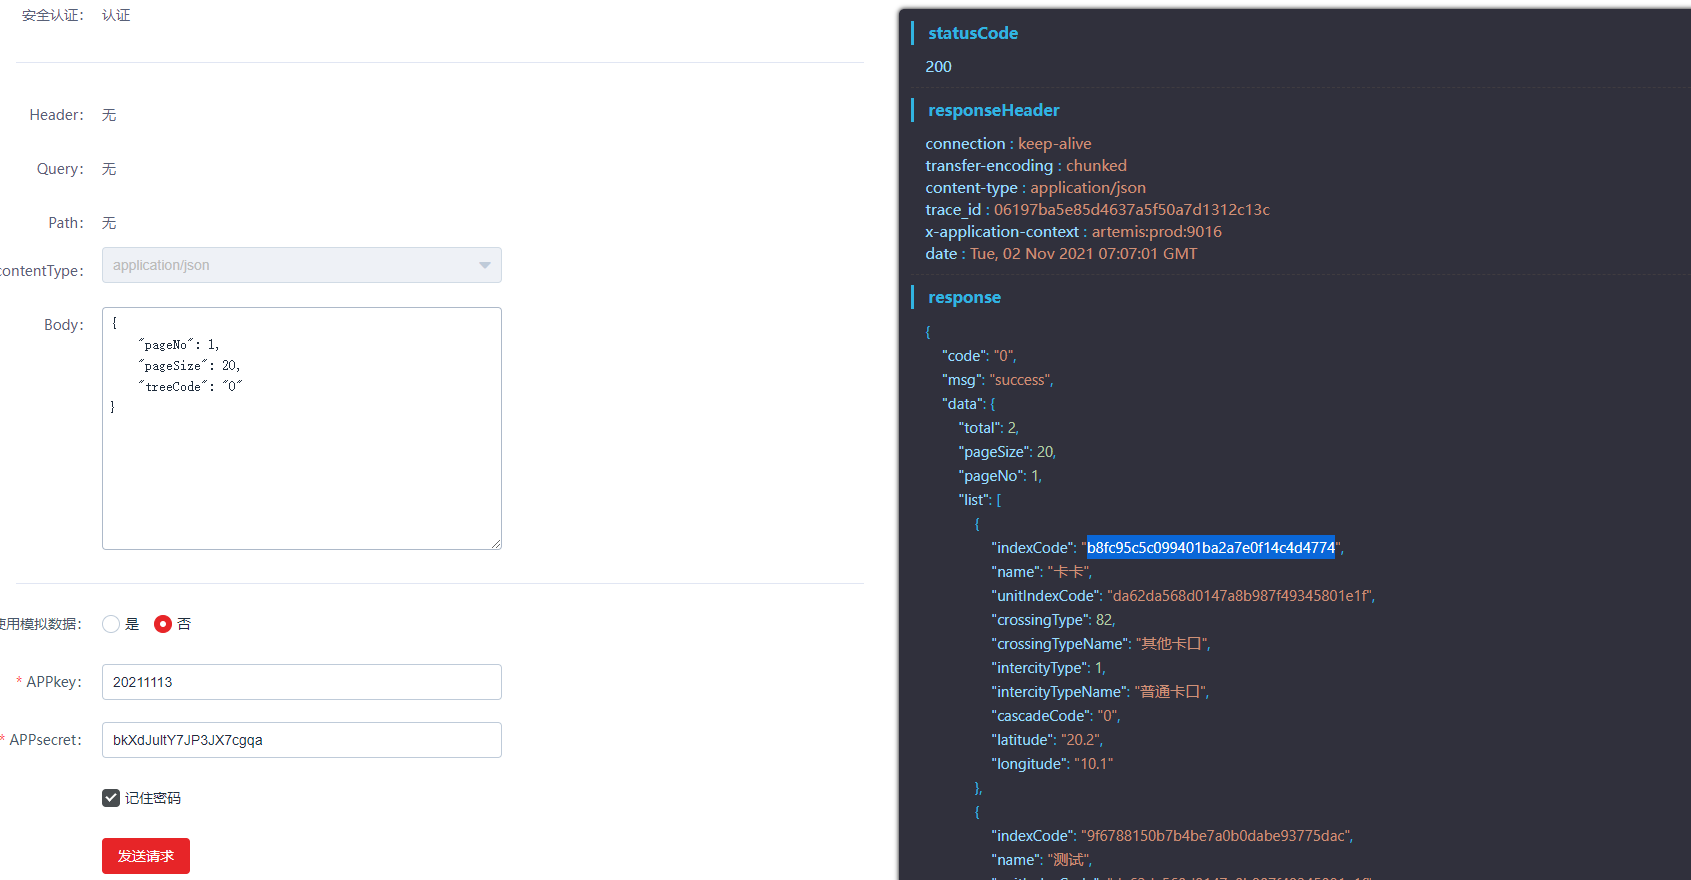 安全认证： 认证
Header： 无
Query： 无
Path： 无
contentType： application/json
Body： {
"pageNo": 1,
"pageSize": 20,
"treeCode": "0"
}
使用模拟数据： 是 否
* APPkey： 20211113
* APPsecret： bkXdJultY7JP3JX7cgqa
记住密码
发送请求
statusCode
200
responseHeader
connection : keep-alive
transfer-encoding : chunked
content-type : application/json
trace_id : 06197ba5e85d4637a5f50a7d1312c13c
x-application-context : artemis:prod:9016
date : Tue, 02 Nov 2021 07:07:01 GMT
response
{
"code": "0",
"msg": "success",
"data": {
"total": 2,
"pageSize": 20,
"pageNo": 1,
"list": [
{
"indexCode": "b8fc95c5c099401ba2a7e0f14c4d4774",
"name": "卡卡",
"unitIndexCode": "da62da568d0147a8b987f49345801e1f",
"crossingType": 82,
"crossingTypeName": "其他卡口",
"intercityType": 1,
"intercityTypeName": "普通卡口",
"cascadeCode": "0",
"latitude": "20.2",
"longitude": "10.1"
},
{
"indexCode": "9f6788150b7b4be7a0b0dabe93775dac",
"name": "测试",